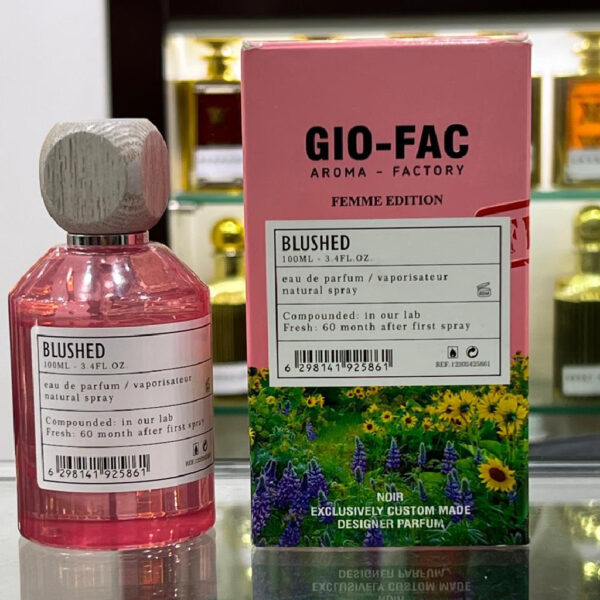 GIO-FAC
AROMA - FACTORY
FEMME EDITION
BLUSHED
100ML - 3.4FL.OZ.
eau de parfum / vaporisateur
natural spray
Compounded: in our lab
Fresh: 60 month after first spray
6 298141 925861
NOIR
EXCLUSIVELY CUSTOM MADE
DESIGNER PARFUM
BLUSHED
100ML - 3.4FL OZ.
eau de parfum / vaporisateur
natural spray
Compounded: in our lab
Fresh: 60 month after first spray
6 298141 925861